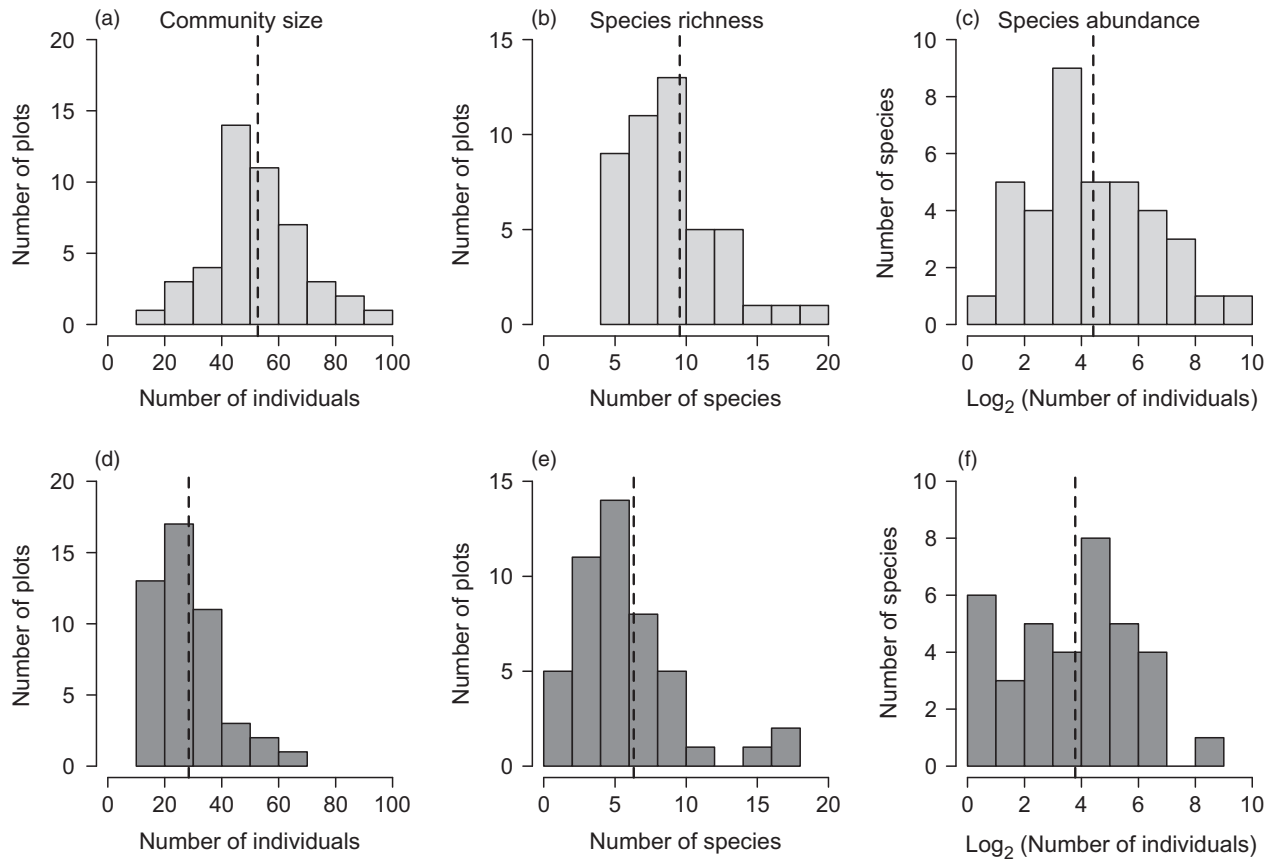 (a) Community size
20
15
10
5
0
Number of plots
0 20 40 60 80 100
Number of individuals
(b) Species richness
15
10
5
0
Number of plots
0 5 10 15 20
Number of species
(c) Species abundance
10
8
6
4
2
0
Number of species
0 2 4 6 8 10
Log₂ (Number of individuals)
(d)
20
15
10
5
0
Number of plots
0 20 40 60 80 100
Number of individuals
(e)
15
10
5
0
Number of plots
0 5 10 15 20
Number of species
(f)
10
8
6
4
2
0
Number of species
0 2 4 6 8 10
Log₂ (Number of individuals)